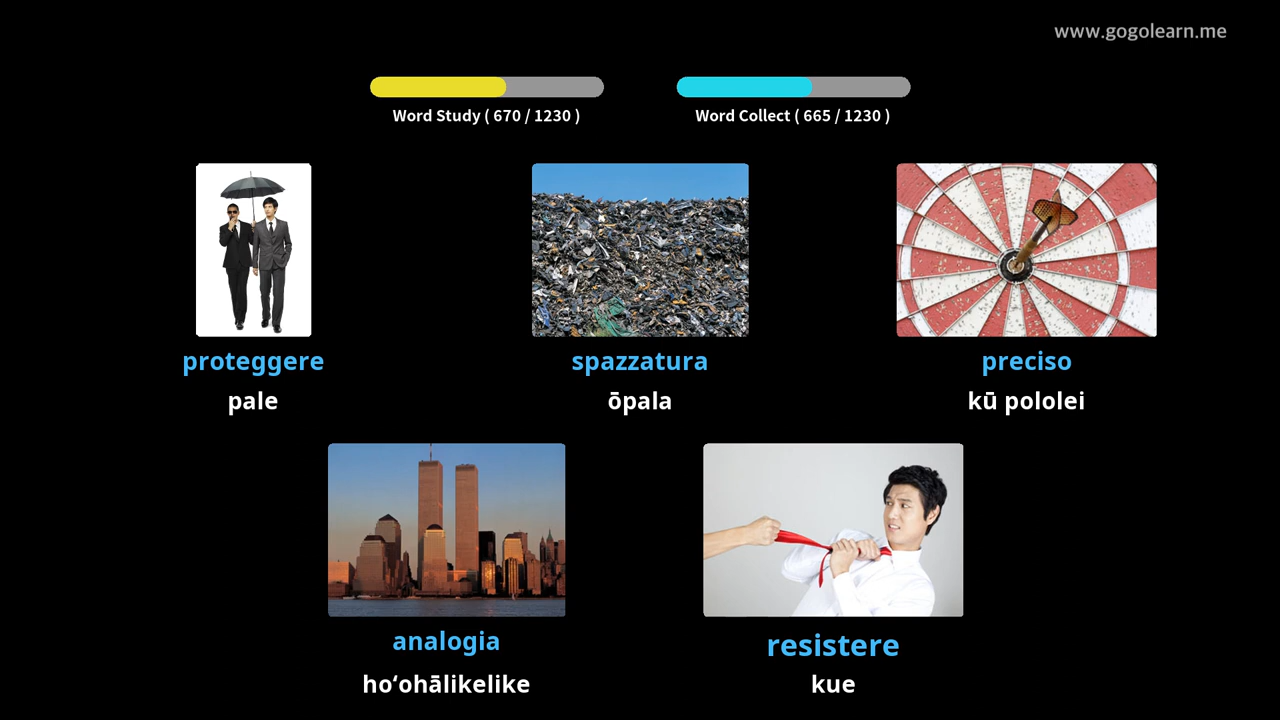 www.gogolearn.me
Word Study ( 670 / 1230 )
Word Collect ( 665 / 1230 )
proteggere
spazzatura
preciso
pale
ōpala
kū pololei
analogia
resistere
hoʻohālikelike
kue